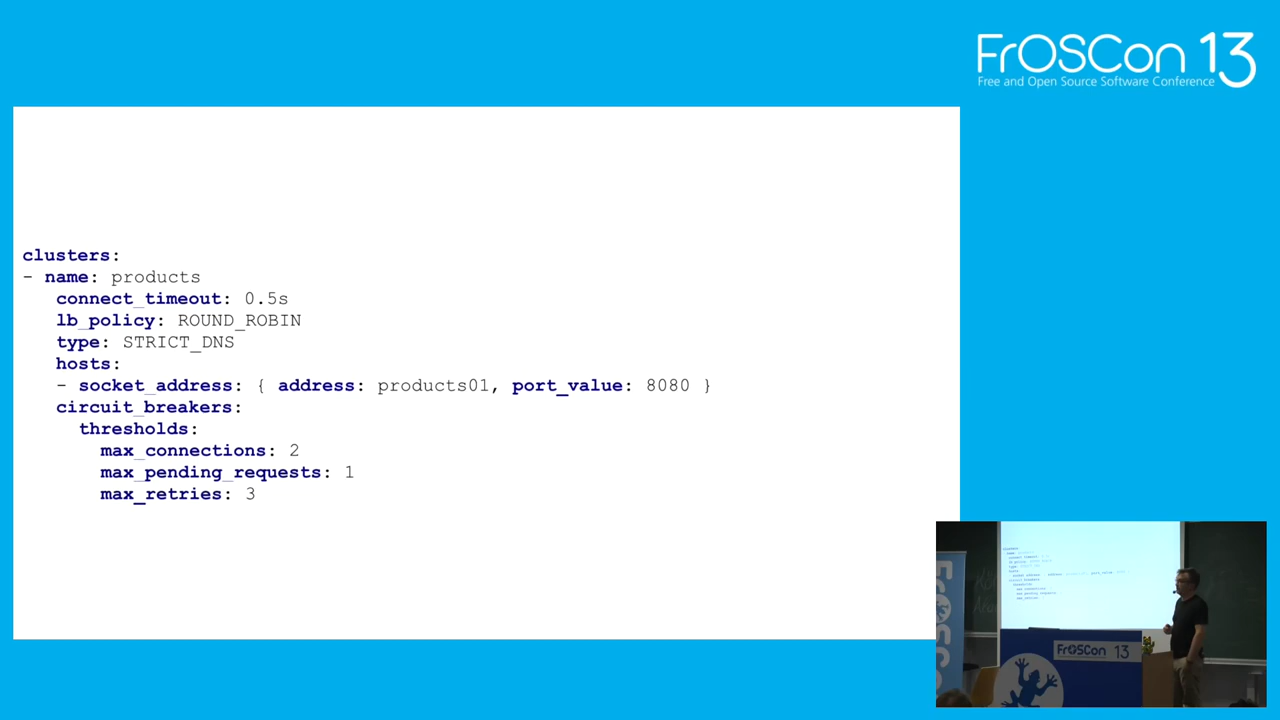 FrOSCon 13
Free and Open Source Software Conference
clusters:
- name: products
connect_timeout: 0.5s
lb_policy: ROUND_ROBIN
type: STRICT_DNS
hosts:
- socket_address: { address: products01, port_value: 8080 }
circuit_breakers:
thresholds:
max_connections: 2
max_pending_requests: 1
max_retries: 3
FrOSCon 13